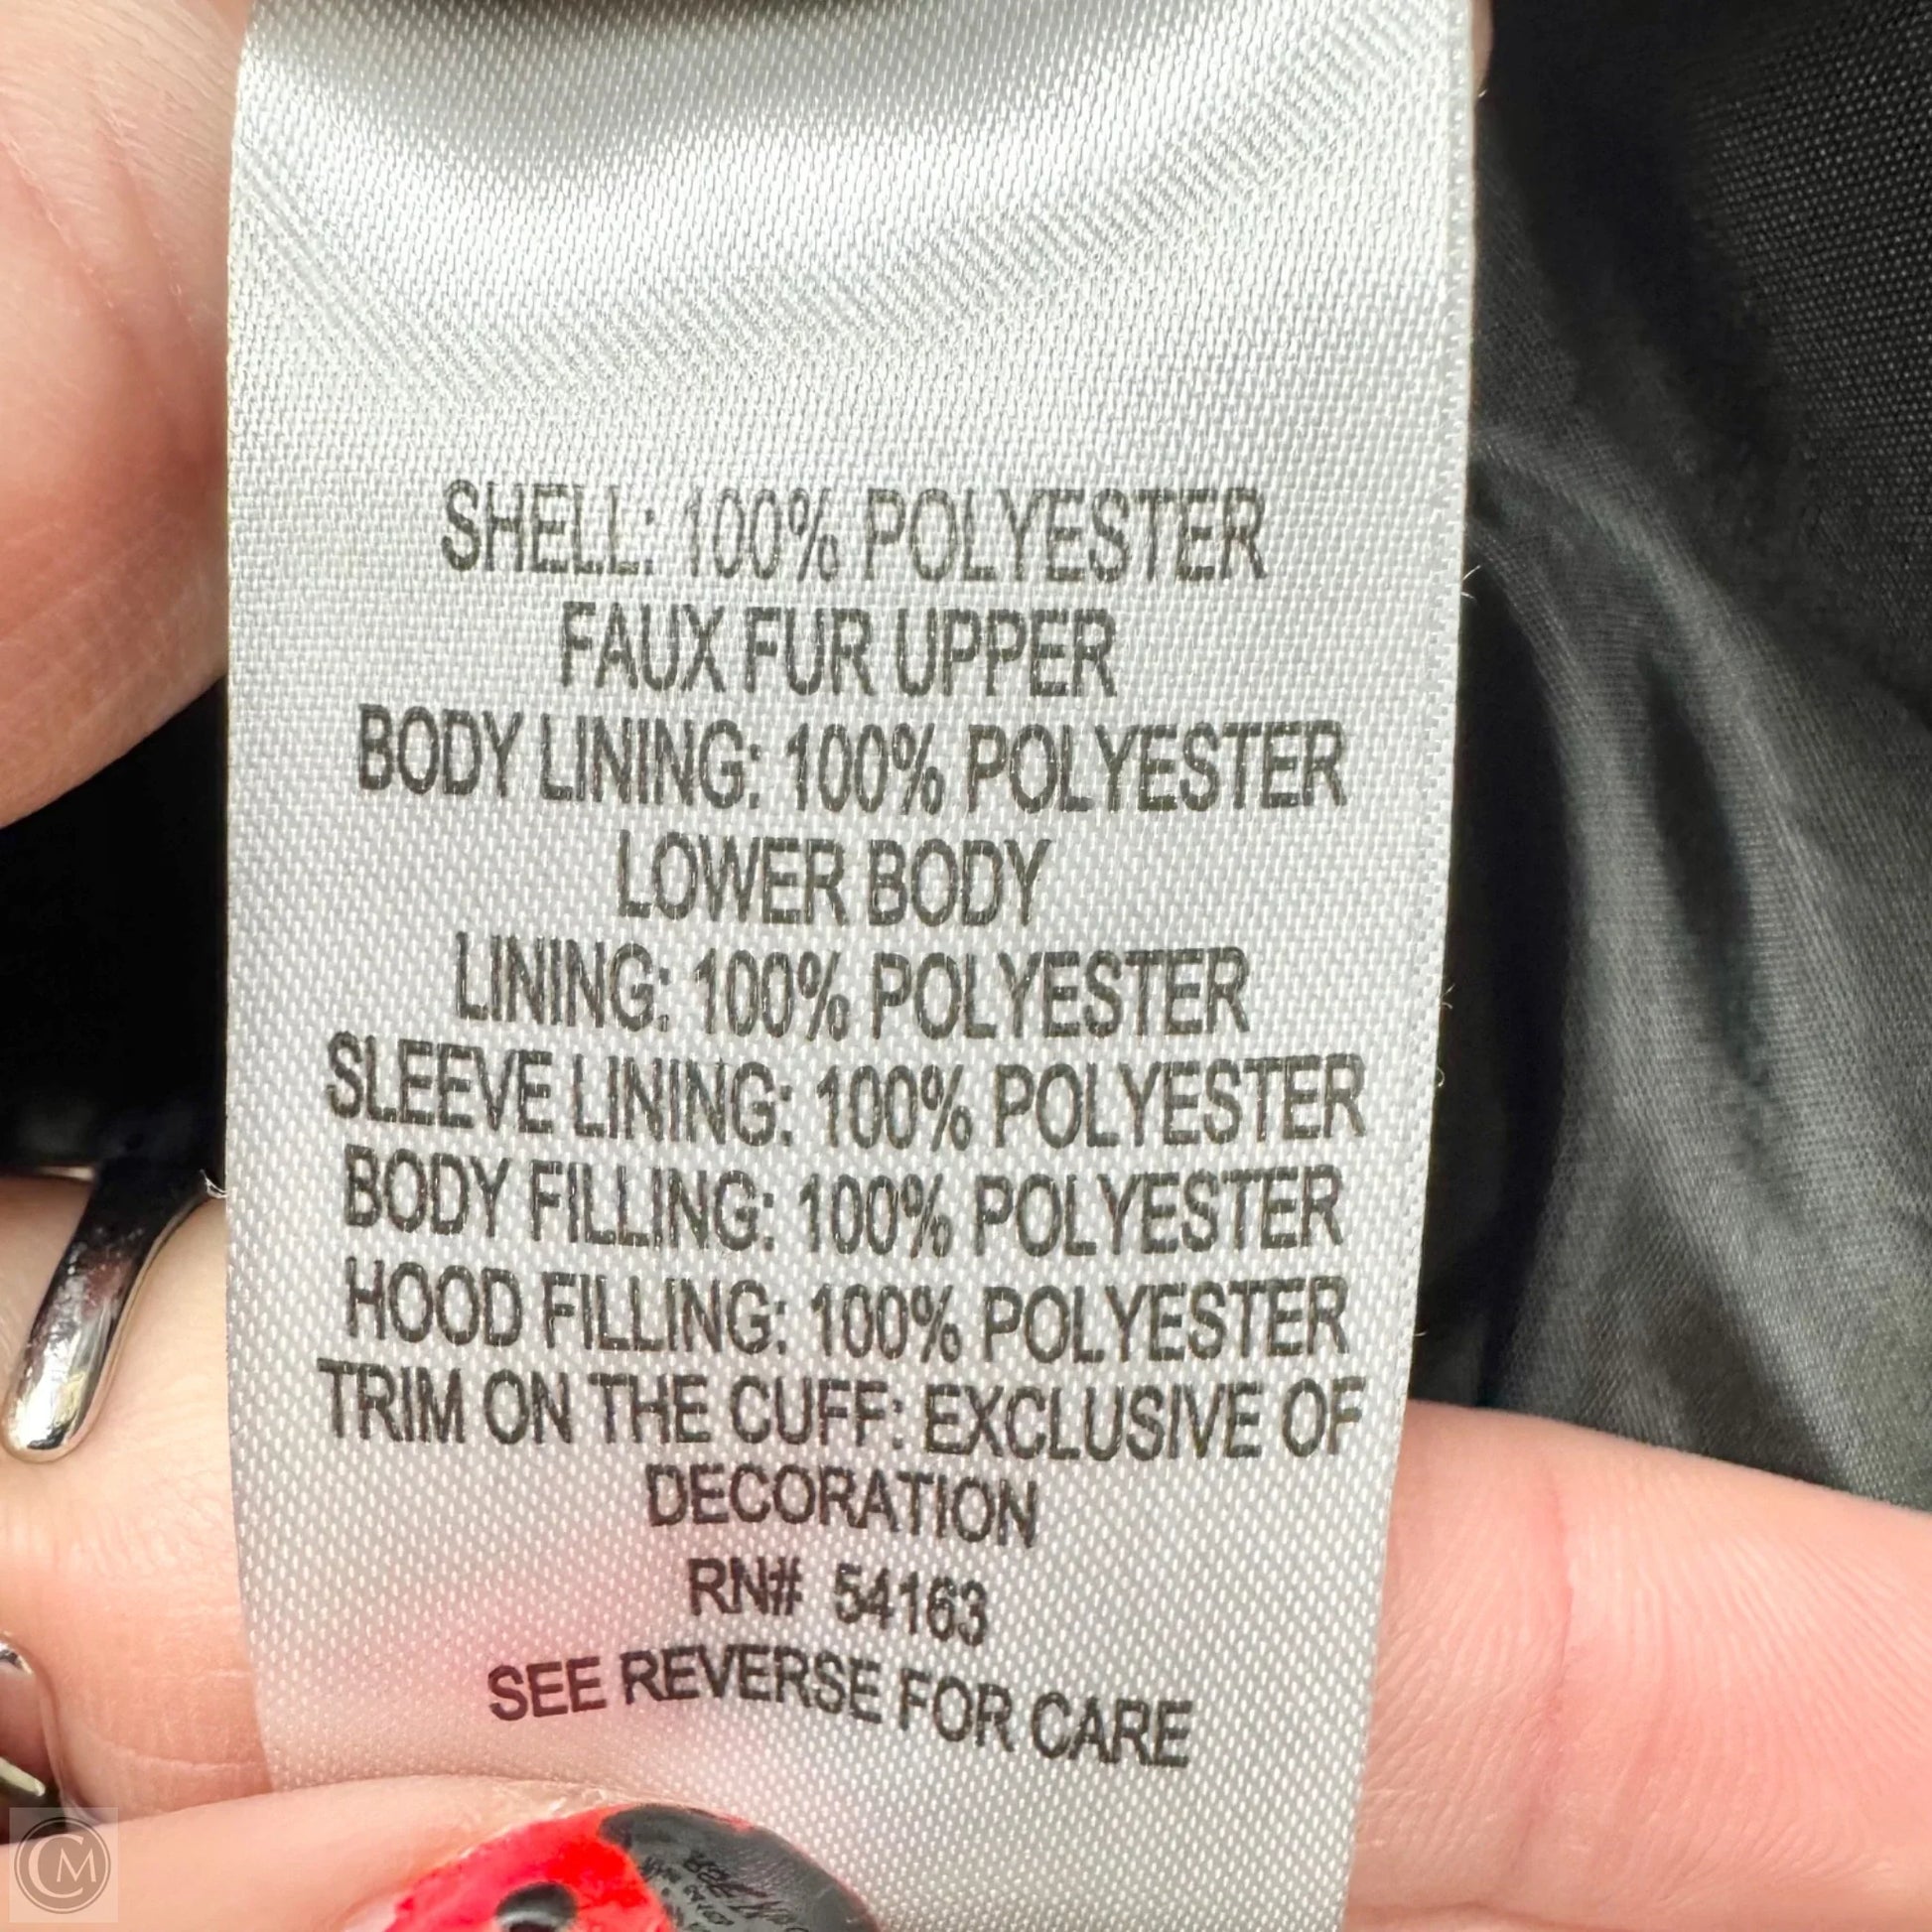 SHELL: 100% POLYESTER
FAUX FUR UPPER
BODY LINING: 100% POLYESTER
LOWER BODY
LINING: 100% POLYESTER
SLEEVE LINING: 100% POLYESTER
BODY FILLING: 100% POLYESTER
HOOD FILLING: 100% POLYESTER
TRIM ON THE CUFF: EXCLUSIVE OF
DECORATION
RN# 54163
SEE REVERSE FOR CARE
CM